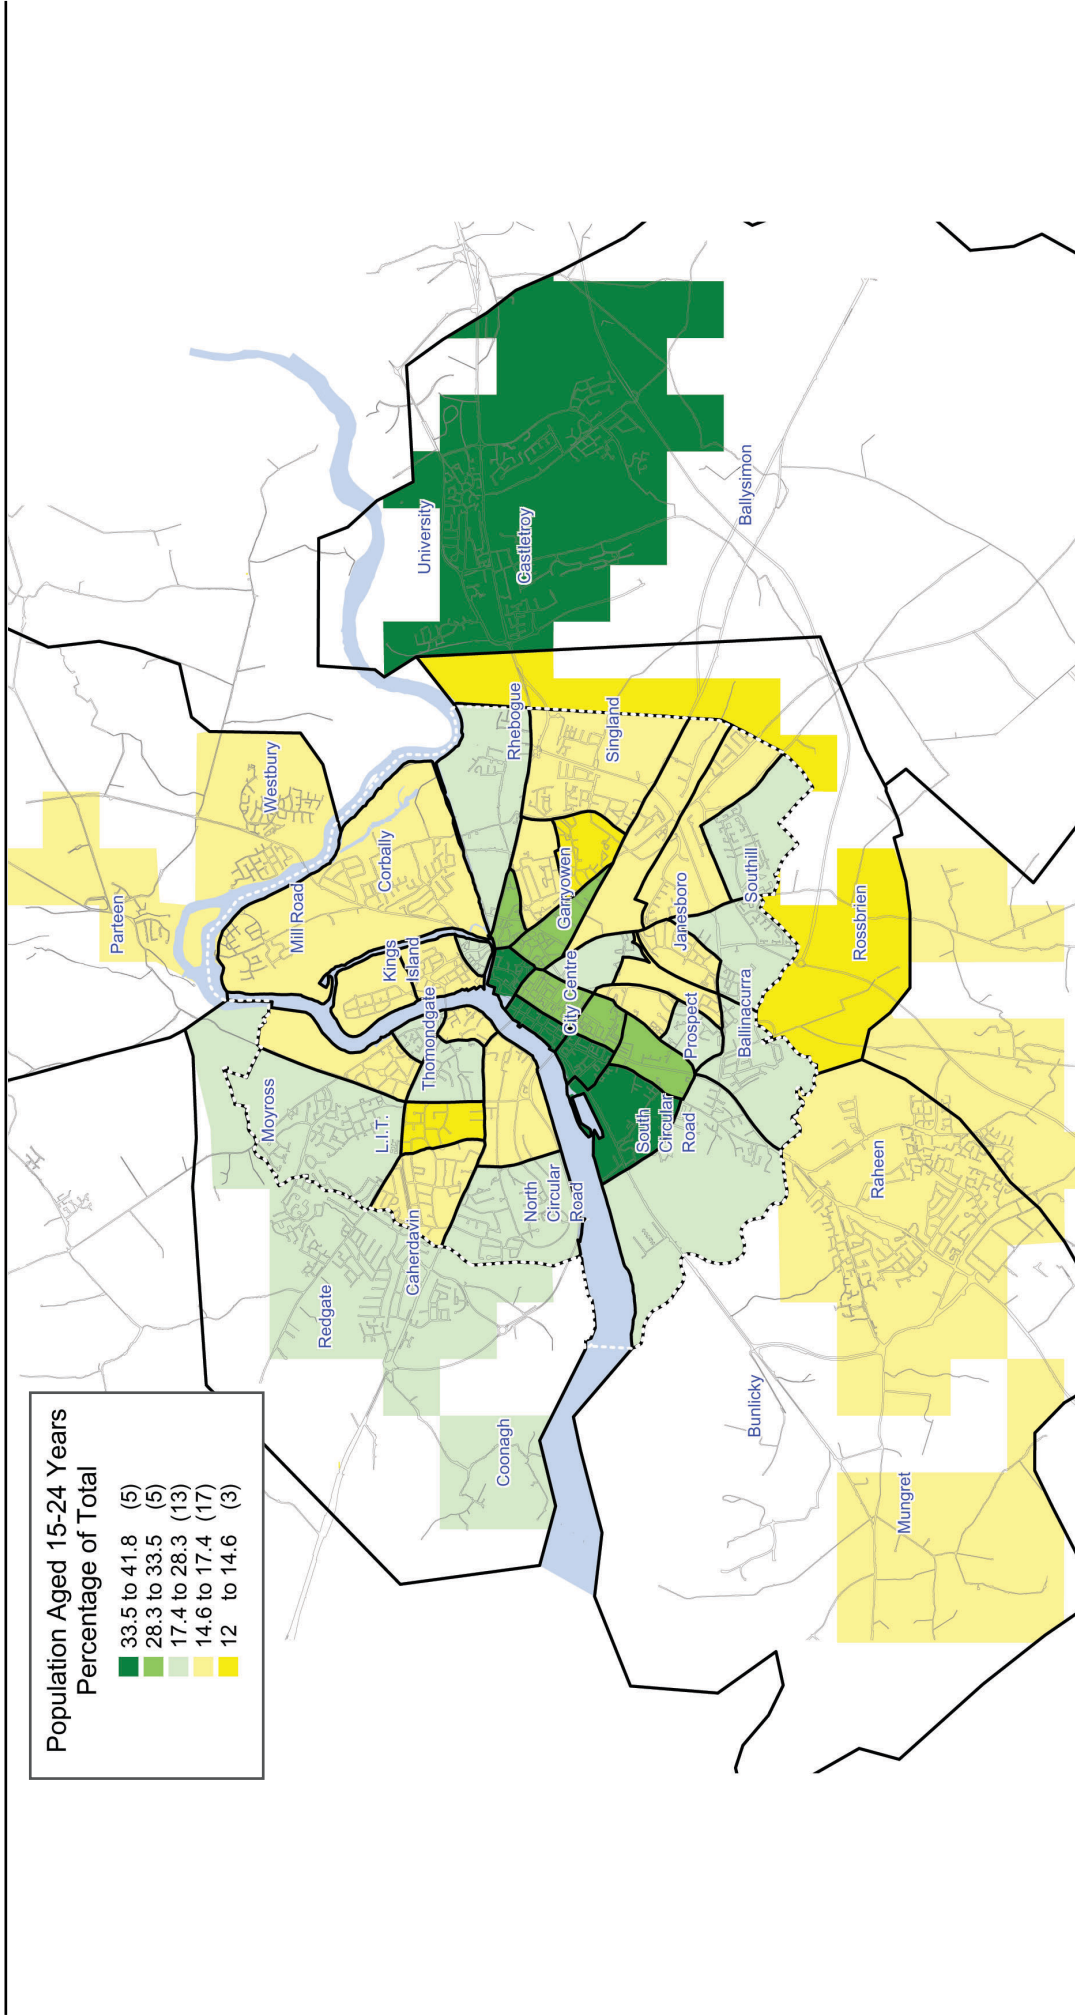 Population Aged 15-24 Years
Percentage of Total
33.5 to 41.8 (5)
28.3 to 33.5 (5)
17.4 to 28.3 (13)
14.6 to 17.4 (17)
12 to 14.6 (3)
Parteen
Westbury
Mill Road
Corbally
Kings
Island
Thomondgate
Moyross
L.I.T.
Redgate
Caherdavin
North
Circular
Road
Coonagh
University
Castletroy
Ballysimon
Rhebogue
Singland
Garryowen
City Centre
Janesboro
Southill
Prospect
Ballinacurra
South
Circular
Road
Rossbrien
Raheen
Bunlicky
Mungret